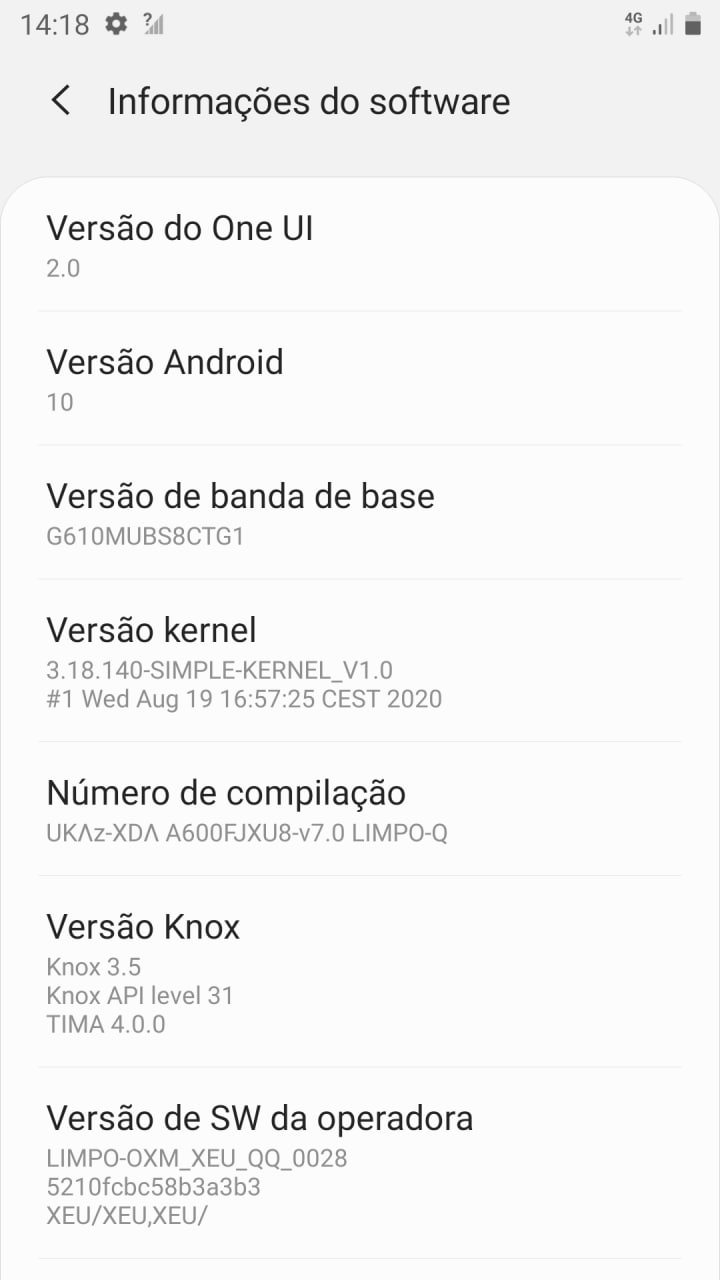 14:18
4G
Informações do software
Versão do One UI
2.0
Versão Android
10
Versão de banda de base
G610MUBS8CTG1
Versão kernel
3.18.140-SIMPLE-KERNEL_V1.0
#1 Wed Aug 19 16:57:25 CEST 2020
Número de compilação
UKΛz-XDΛ A600FJXU8-v7.0 LIMPO-Q
Versão Knox
Knox 3.5
Knox API level 31
TIMA 4.0.0
Versão de SW da operadora
LIMPO-OXM_XEU_QQ_0028
5210fcbc58b3a3b3
XEU/XEU,XEU/